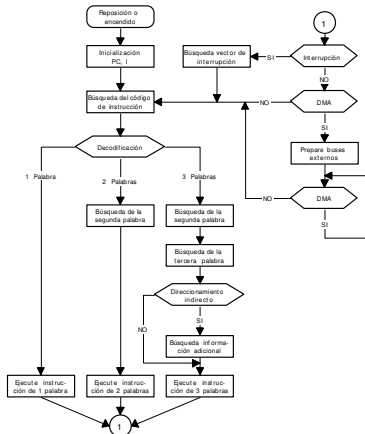 Reposición o
encendido
Inicialización
PC, I
Búsqueda del código
de instrucción
Decodificación
1 Palabra
2 Palabras
3 Palabras
Búsqueda de la
segunda palabra
Búsqueda de la
segunda palabra
Búsqueda de la
tercera palabra
Direccionamiento
indirecto
SI
NO
Búsqueda informa-
ción adicional
Ejecute instruc-
ción de 1 palabra
Ejecute instruc-
ción de 2 palabras
Ejecute instruc-
ción de 3 palabras
1
1
Interrupción
SI
Búsqueda vector de
interrupción
NO
DMA
NO
SI
Prepare buses
externos
DMA
NO
SI